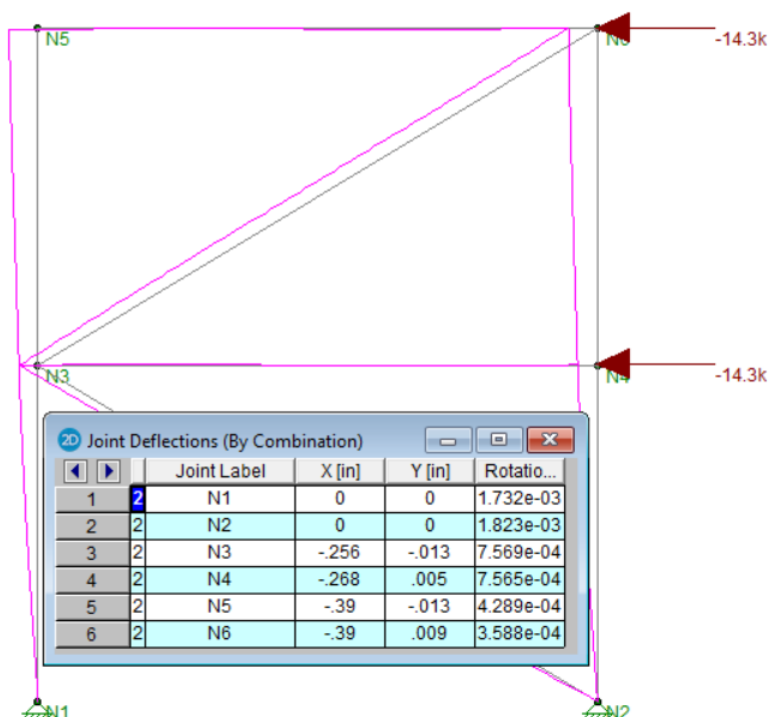 N5
N6
-14.3k
N3
N4
-14.3k
2D Joint Deflections (By Combination)
Joint Label X [in] Y [in] Rotatio...
1 2 N1 0 0 1.732e-03
2 2 N2 0 0 1.823e-03
3 2 N3 -.256 -.013 7.569e-04
4 2 N4 -.268 .005 7.565e-04
5 2 N5 -.39 -.013 4.289e-04
6 2 N6 -.39 .009 3.588e-04
N1
N2